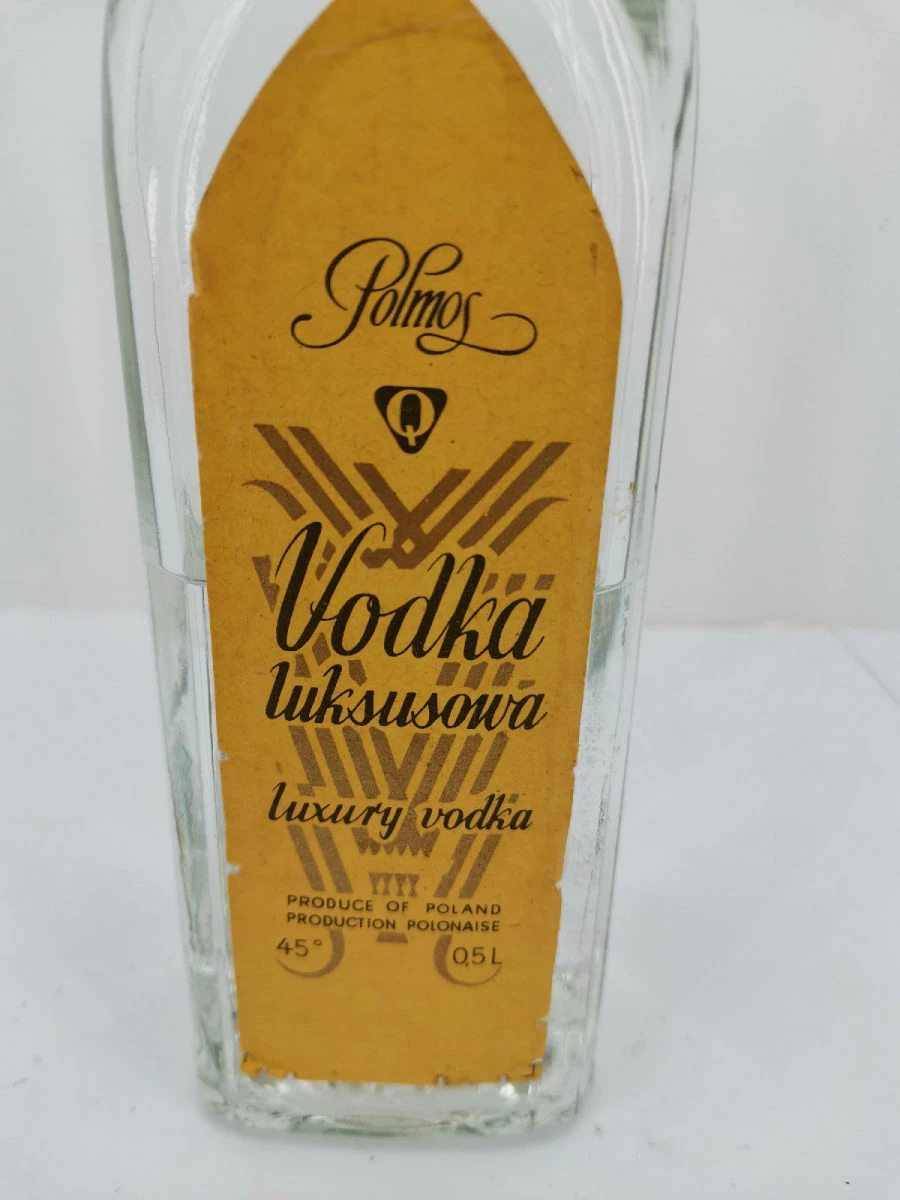 Polmos
Q
Vodka
luksusowa
luxury vodka
PRODUCE OF POLAND
PRODUCTION POLONAISE
45° 0,5 L